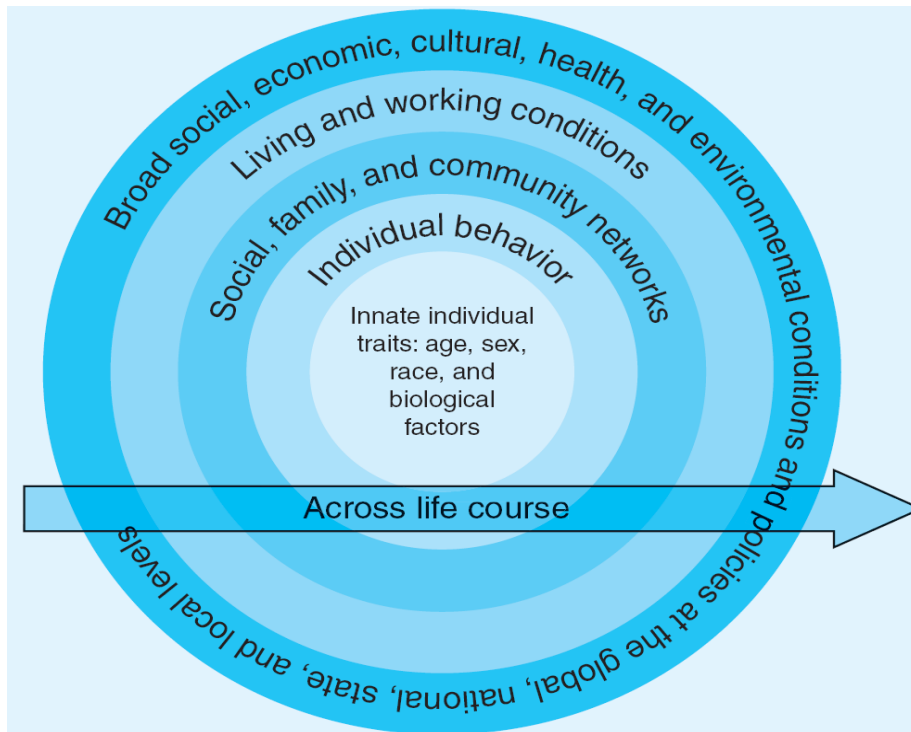 Broad social, economic, cultural, health, and environmental conditions and policies at the global, national, state, and local levels
Living and working conditions
Social, family, and community networks
Individual behavior
Innate individual
traits: age, sex,
race, and
biological
factors
Across life course